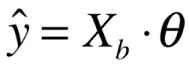 ŷ = X_b · θ